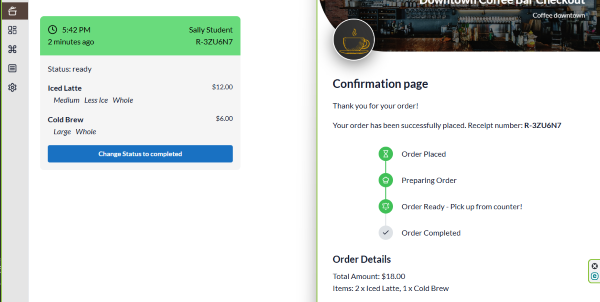 5:42 PM
Sally Student
2 minutes ago
R-3ZU6N7
Status: ready
Iced Latte
$12.00
Medium Less Ice Whole
Cold Brew
$6.00
Large Whole
Change Status to completed
Downtown Coffee Bar Checkout
Coffee downtown
Confirmation page
Thank you for your order!
Your order has been successfully placed. Receipt number: R-3ZU6N7
Order Placed
Preparing Order
Order Ready - Pick up from counter!
Order Completed
Order Details
Total Amount: $18.00
Items: 2 x Iced Latte, 1 x Cold Brew